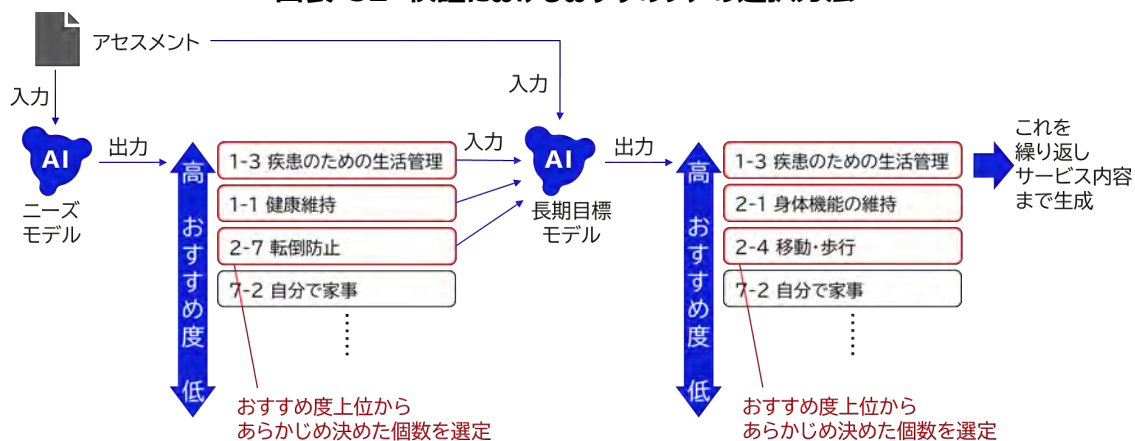 アセスメント
入力
AI
ニーズ
モデル
出力
高
おすすめ度
低
1-3 疾患のための生活管理
1-1 健康維持
2-7 転倒防止
7-2 自分で家事
おすすめ度上位から
あらかじめ決めた個数を選定
入力
入力
AI
長期目標
モデル
出力
高
おすすめ度
低
1-3 疾患のための生活管理
2-1 身体機能の維持
2-4 移動・歩行
7-2 自分で家事
おすすめ度上位から
あらかじめ決めた個数を選定
これを
繰り返し
サービス内容
まで生成